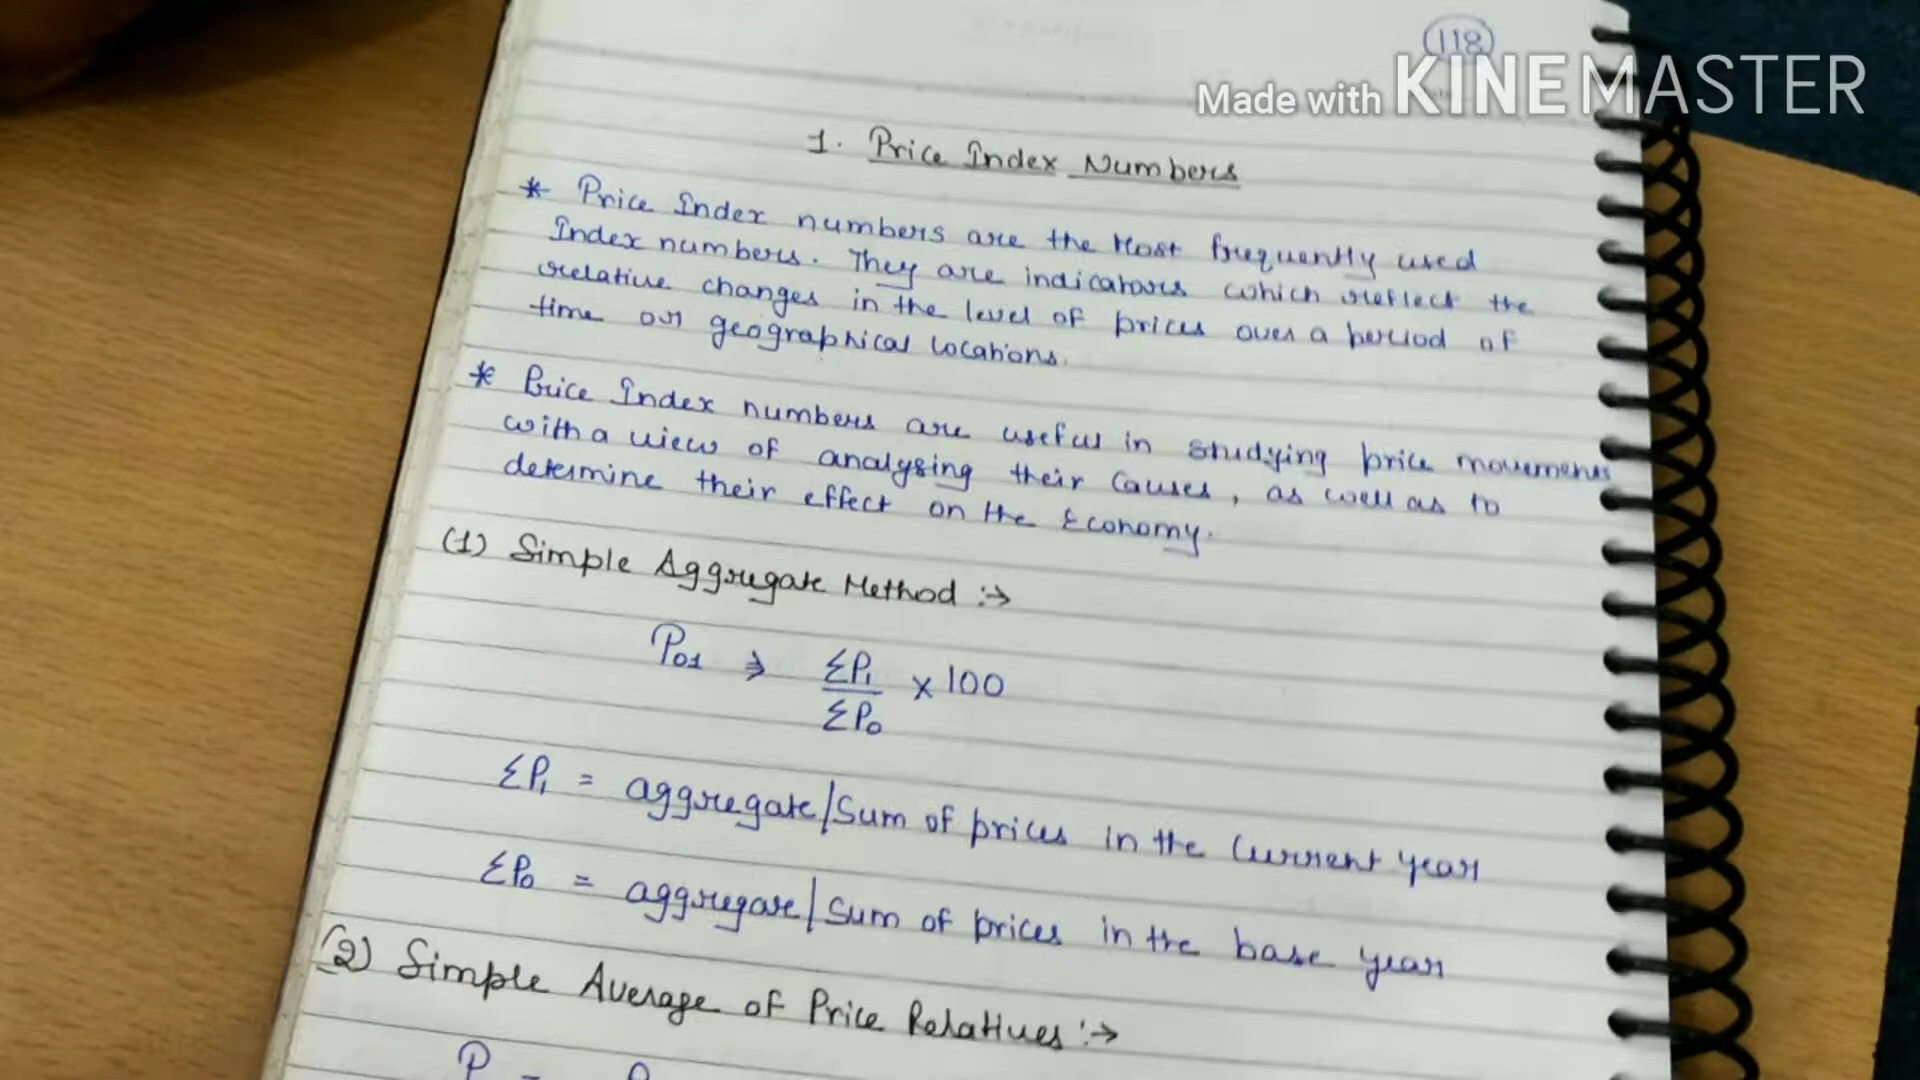 118
Made with KINEMASTER
1. Price Index Numbers
* Price Index numbers are the Most frequently used
Index numbers. They are indicators which reflect the
relative changes in the level of prices over a period of
time or geographical locations.
* Price Index numbers are useful in studying price movements
with a view of analysing their causes, as well as to
determine their effect on the Economy.
(1) Simple Aggregate Method :→
P01 ⇒ ΣP1 / ΣP0 × 100
ΣP1 = aggregate/Sum of prices in the Current year
ΣP0 = aggregate/Sum of prices in the base year
(2) Simple Average of Price Relatives :→